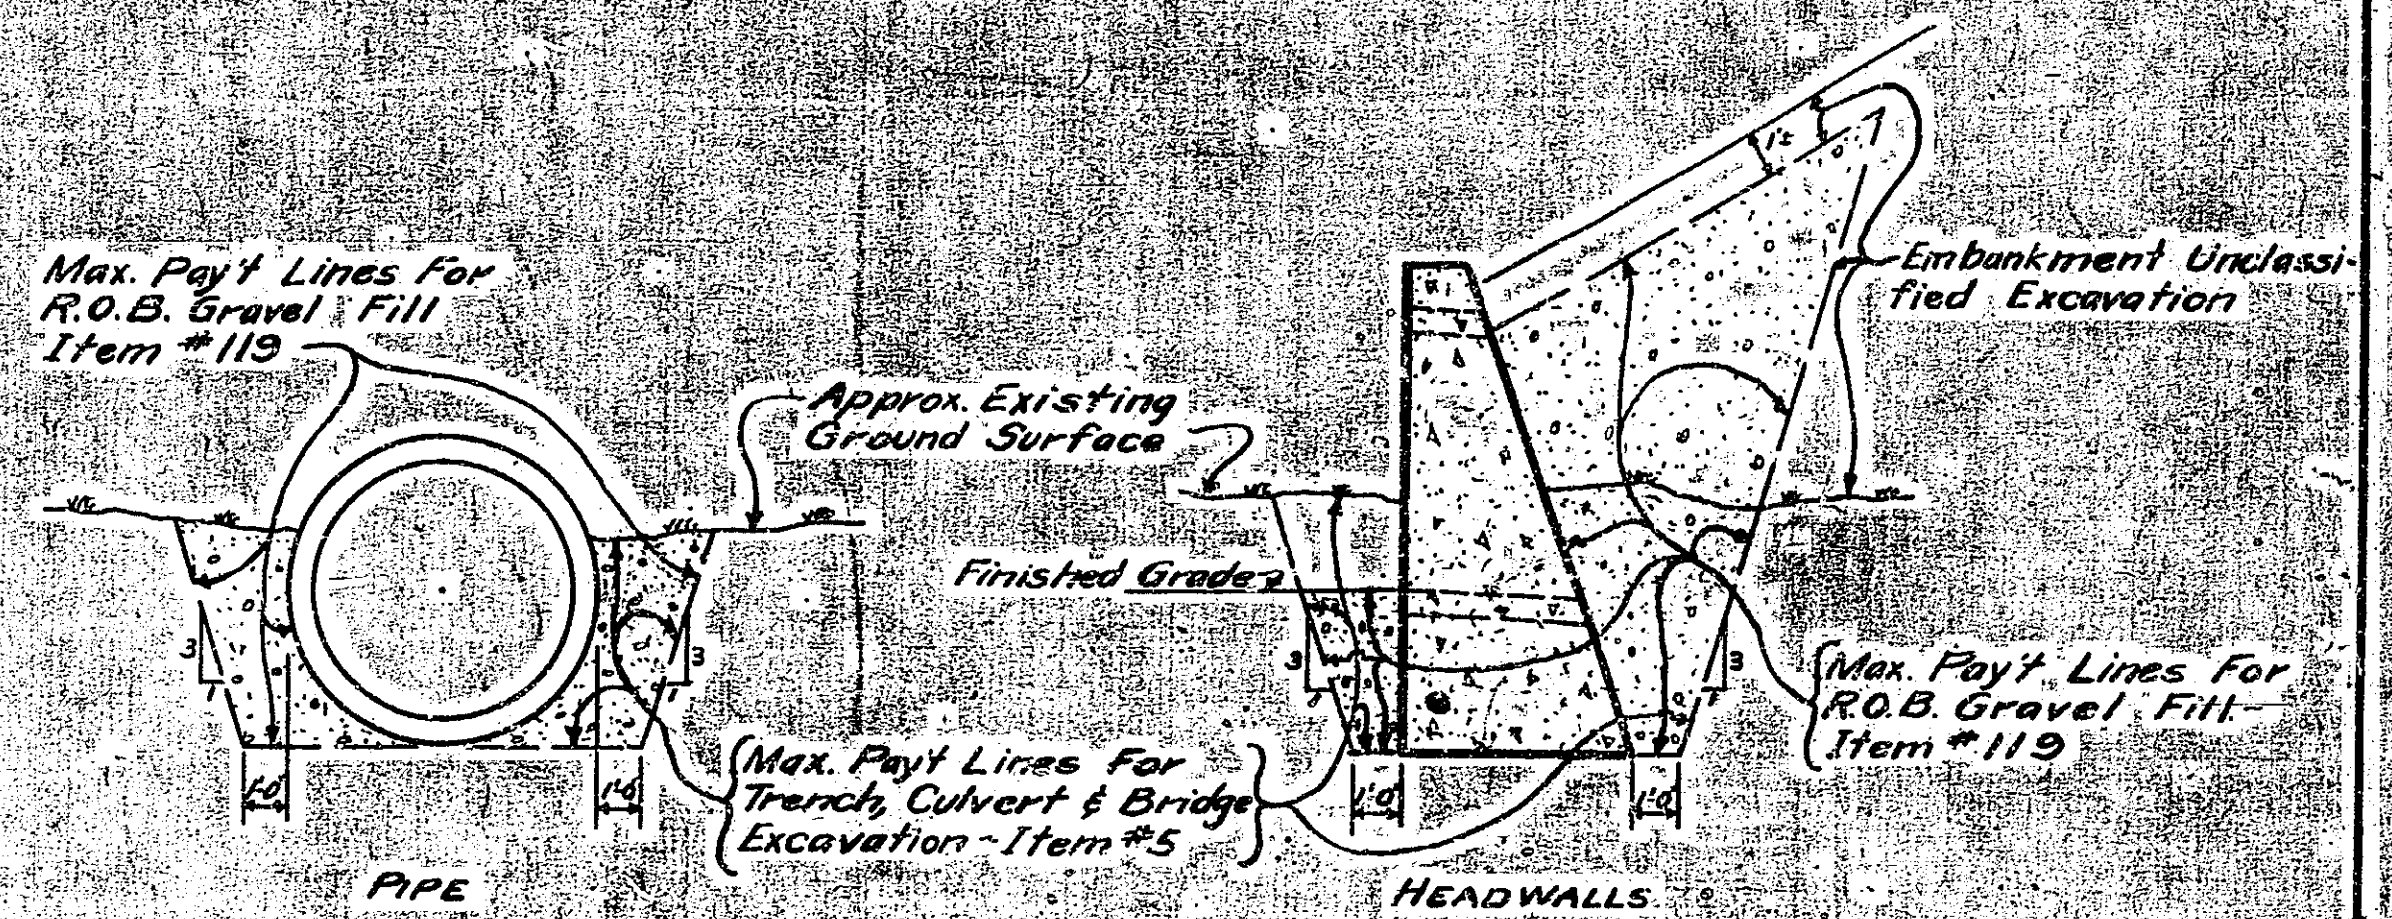 Max. Pay't Lines For
R.O.B. Gravel Fill
Item #119
Approx. Existing
Ground Surface
Embankment Unclassi-
fied Excavation
1'±
Finished Grade
3
1
3
1
3
1
3
1
1'-0"
1'-0"
1'-0"
1'-0"
Max. Pay't Lines For
Trench, Culvert & Bridge
Excavation - Item #5
Max. Pay't Lines For
R.O.B. Gravel Fill -
Item #119
PIPE
HEADWALLS